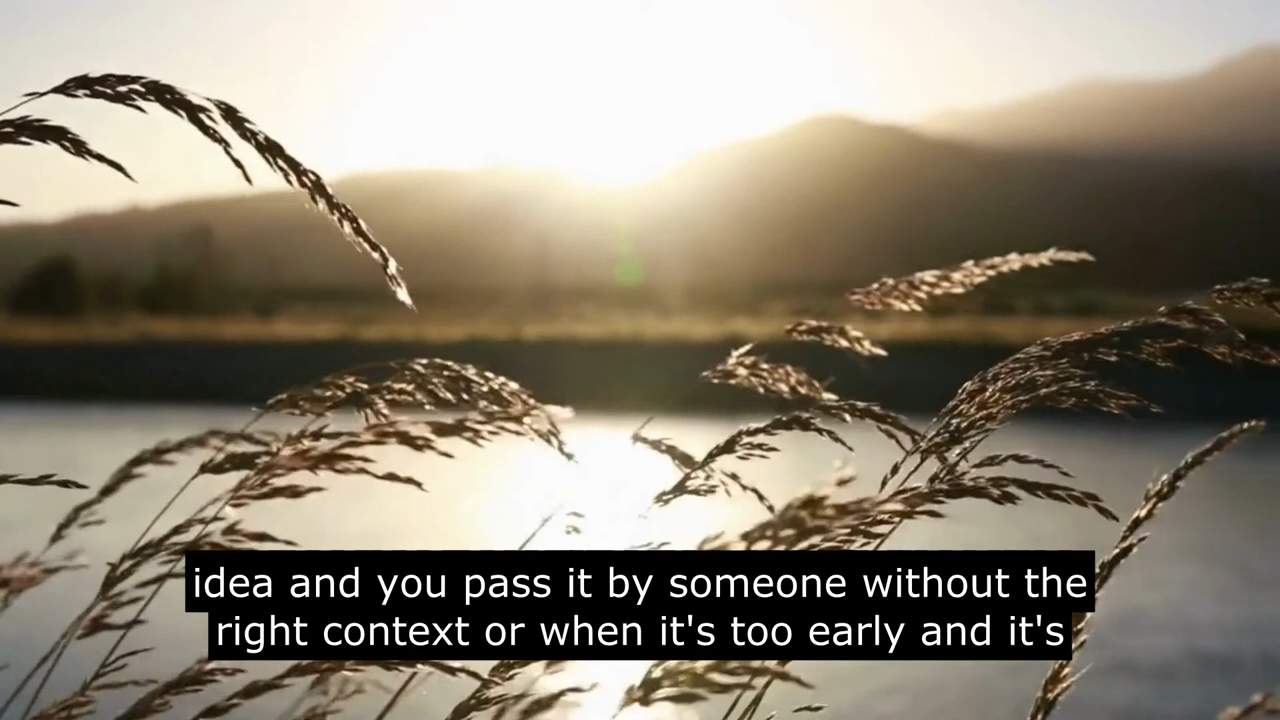 idea and you pass it by someone without the
right context or when it's too early and it's